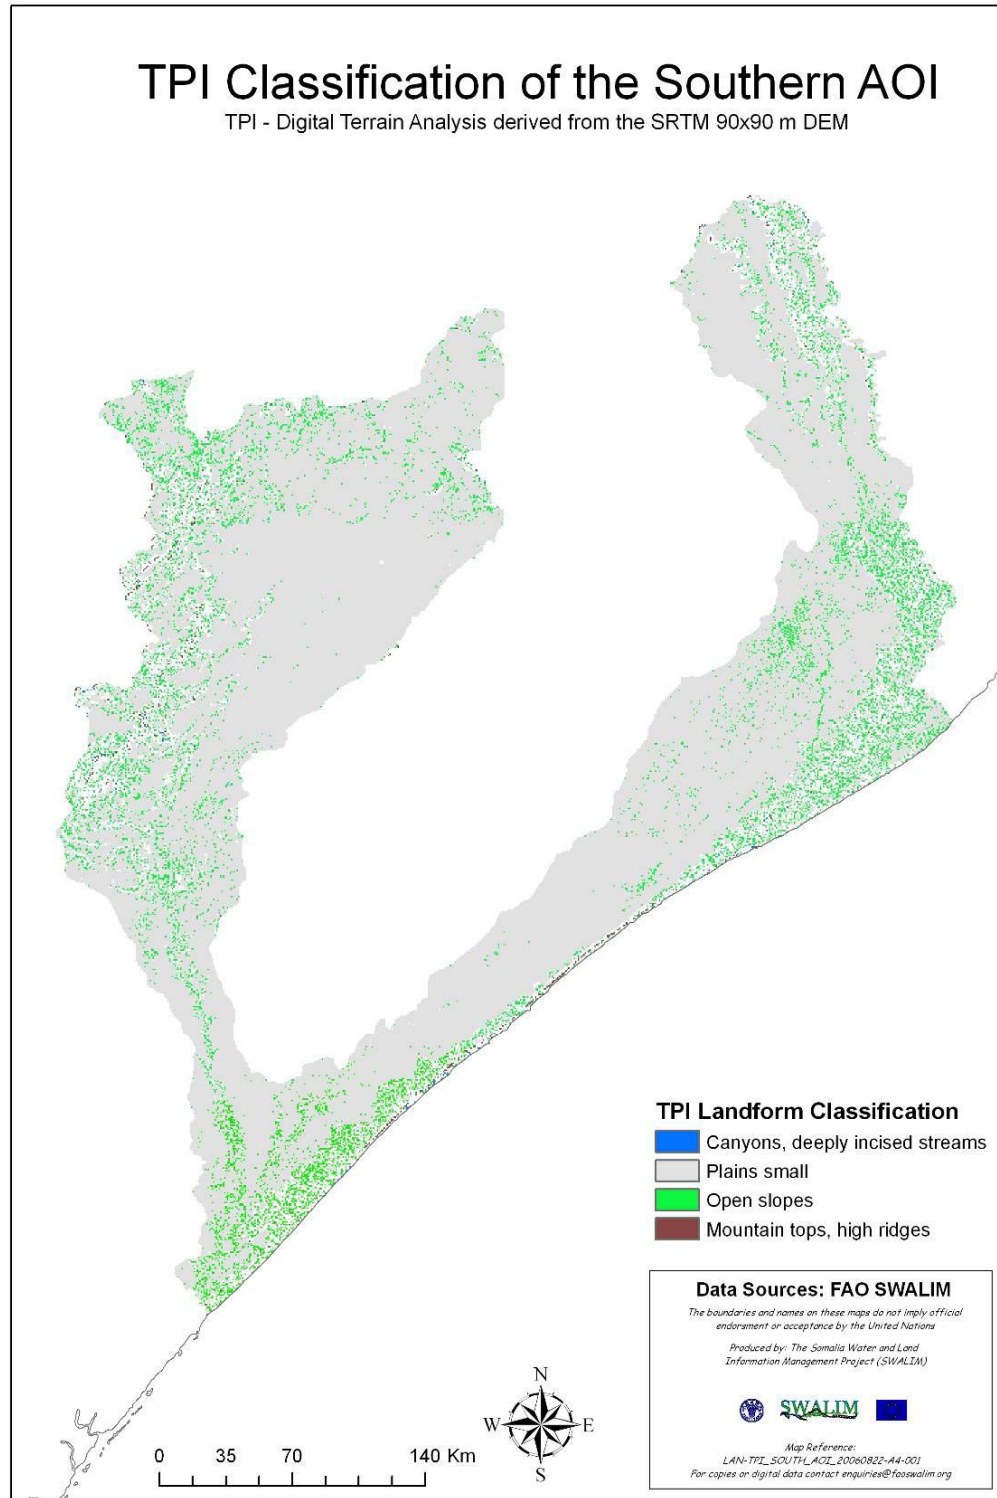 TPI Classification of the Southern AOI
TPI - Digital Terrain Analysis derived from the SRTM 90x90 m DEM
TPI Landform Classification
Canyons, deeply incised streams
Plains small
Open slopes
Mountain tops, high ridges
Data Sources: FAO SWALIM
The boundaries and names on these maps do not imply official
endorsment or acceptance by the United Nations
Produced by: The Somalia Water and Land
Information Management Project (SWALIM)
SWALIM
Map Reference:
LAN-TPI_SOUTH_AOI_20060822-A4-001
For copies or digital data contact enquiries@faoswalim.org
N
W E
S
0 35 70 140 Km